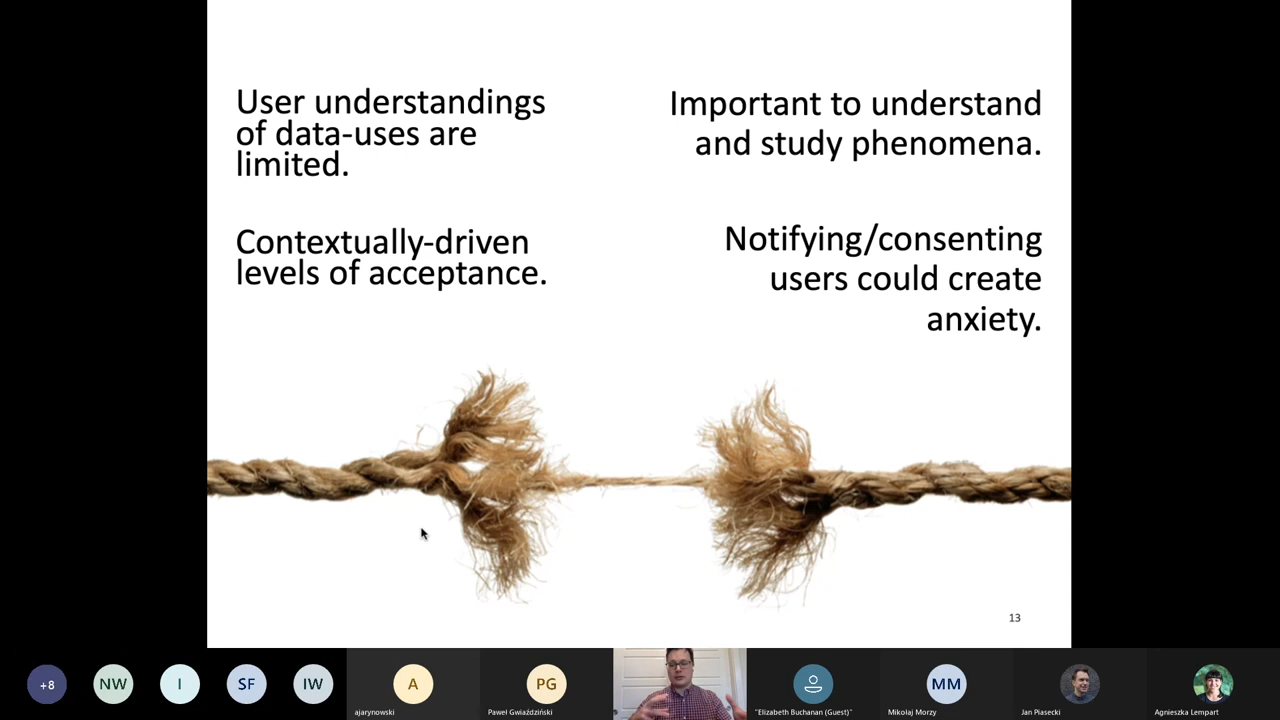 User understandings
of data-uses are
limited.
Contextually-driven
levels of acceptance.
Important to understand
and study phenomena.
Notifying/consenting
users could create
anxiety.
13
+8
NW
I
SF
IW
A
ajarynowski
PG
Paweł Gwiaździński
"Elizabeth Buchanan (Guest)"
MM
Mikołaj Morzy
Jan Piasecki
Agnieszka Lempart